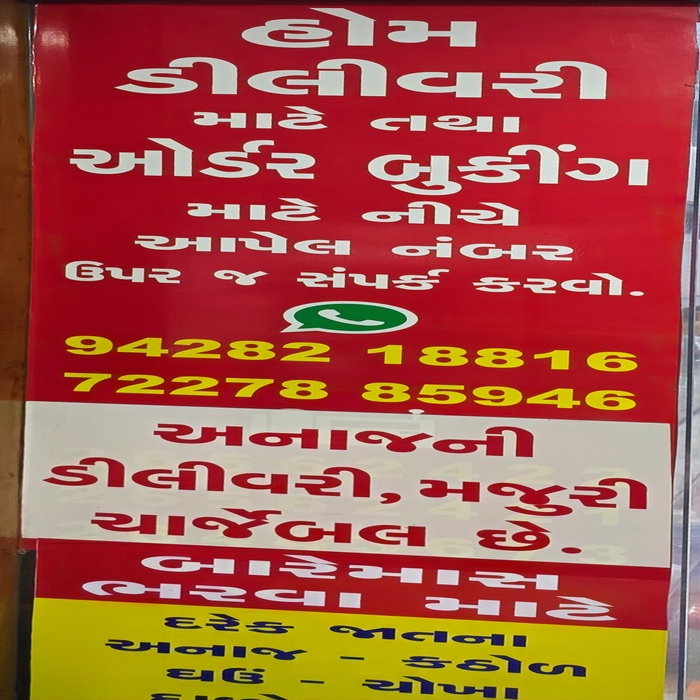 હોમ
ડીલીવરી
માટે તથા
ઓર્ડર બુકીંગ
માટે નીચે
આપેલ નંબર
ઉપર જ સંપર્ક કરવો.
94282 18816
72278 85946
અનાજની
ડીલીવરી, મજુરી
ચાર્જેબલ છે.
બારેમાસ
ભરવા માટે
દરેક જાતના
અનાજ - કઠોળ
ઘઉં - ચોખા